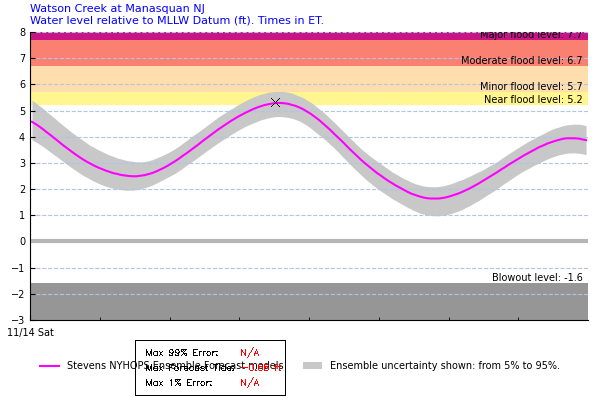 Watson Creek at Manasquan NJ
Water level relative to MLLW Datum (ft). Times in ET.
8
Major flood level: 7.7
7
Moderate flood level: 6.7
6
Minor flood level: 5.7
5
Near flood level: 5.2
4
3
2
1
0
−1
Blowout level: -1.6
−2
−3
11/14 Sat
Max 99% Error: N/A
Stevens NYHOPS Ensemble Forecast models
Max Forecast Tide:
Ensemble uncertainty shown: from 5% to 95%.
Max 1% Error: N/A